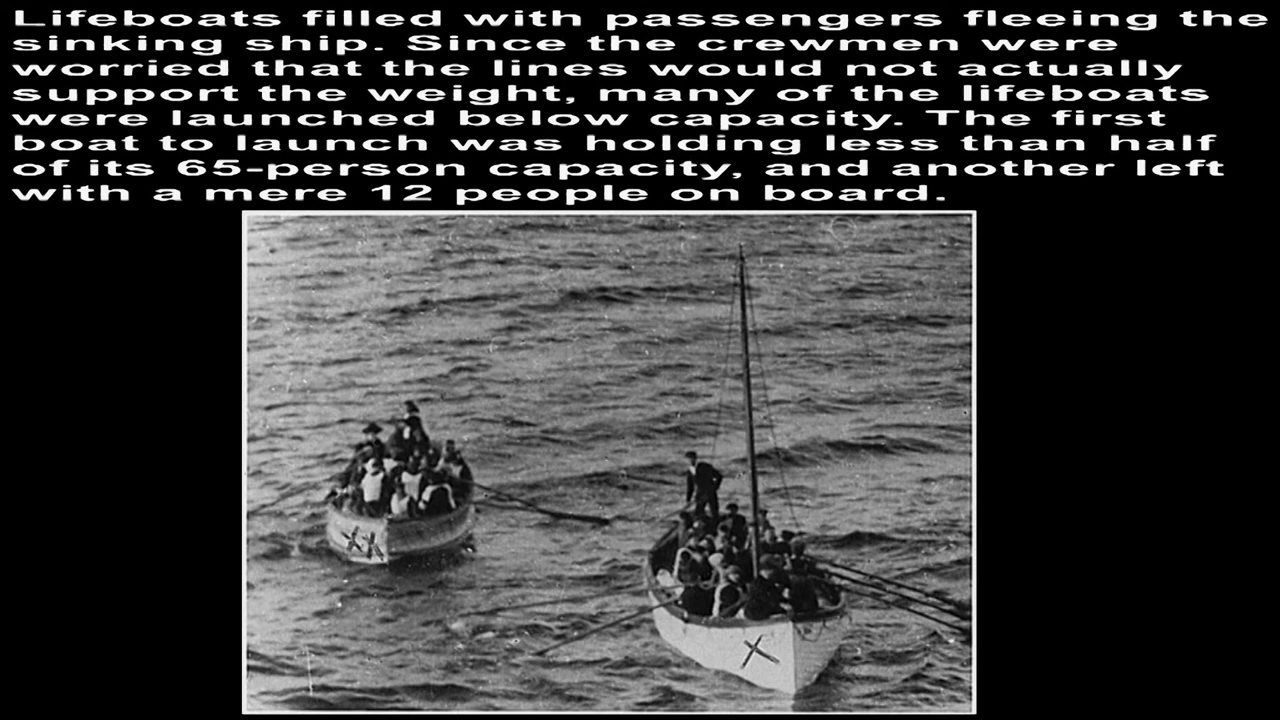 Lifeboats filled with passengers fleeing the
sinking ship. Since the crewmen were
worried that the lines would not actually
support the weight, many of the lifeboats
were launched below capacity. The first
boat to launch was holding less than half
of its 65-person capacity, and another left
with a mere 12 people on board.